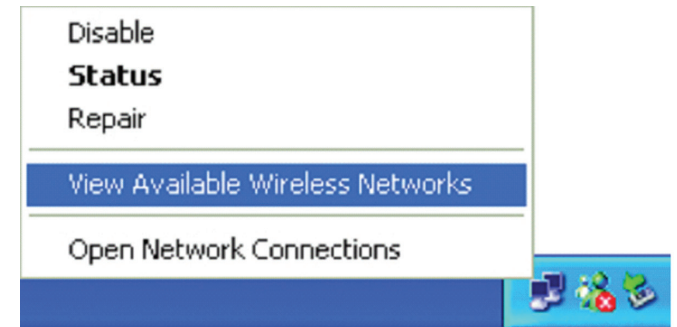 Disable
Status
Repair
View Available Wireless Networks
Open Network Connections